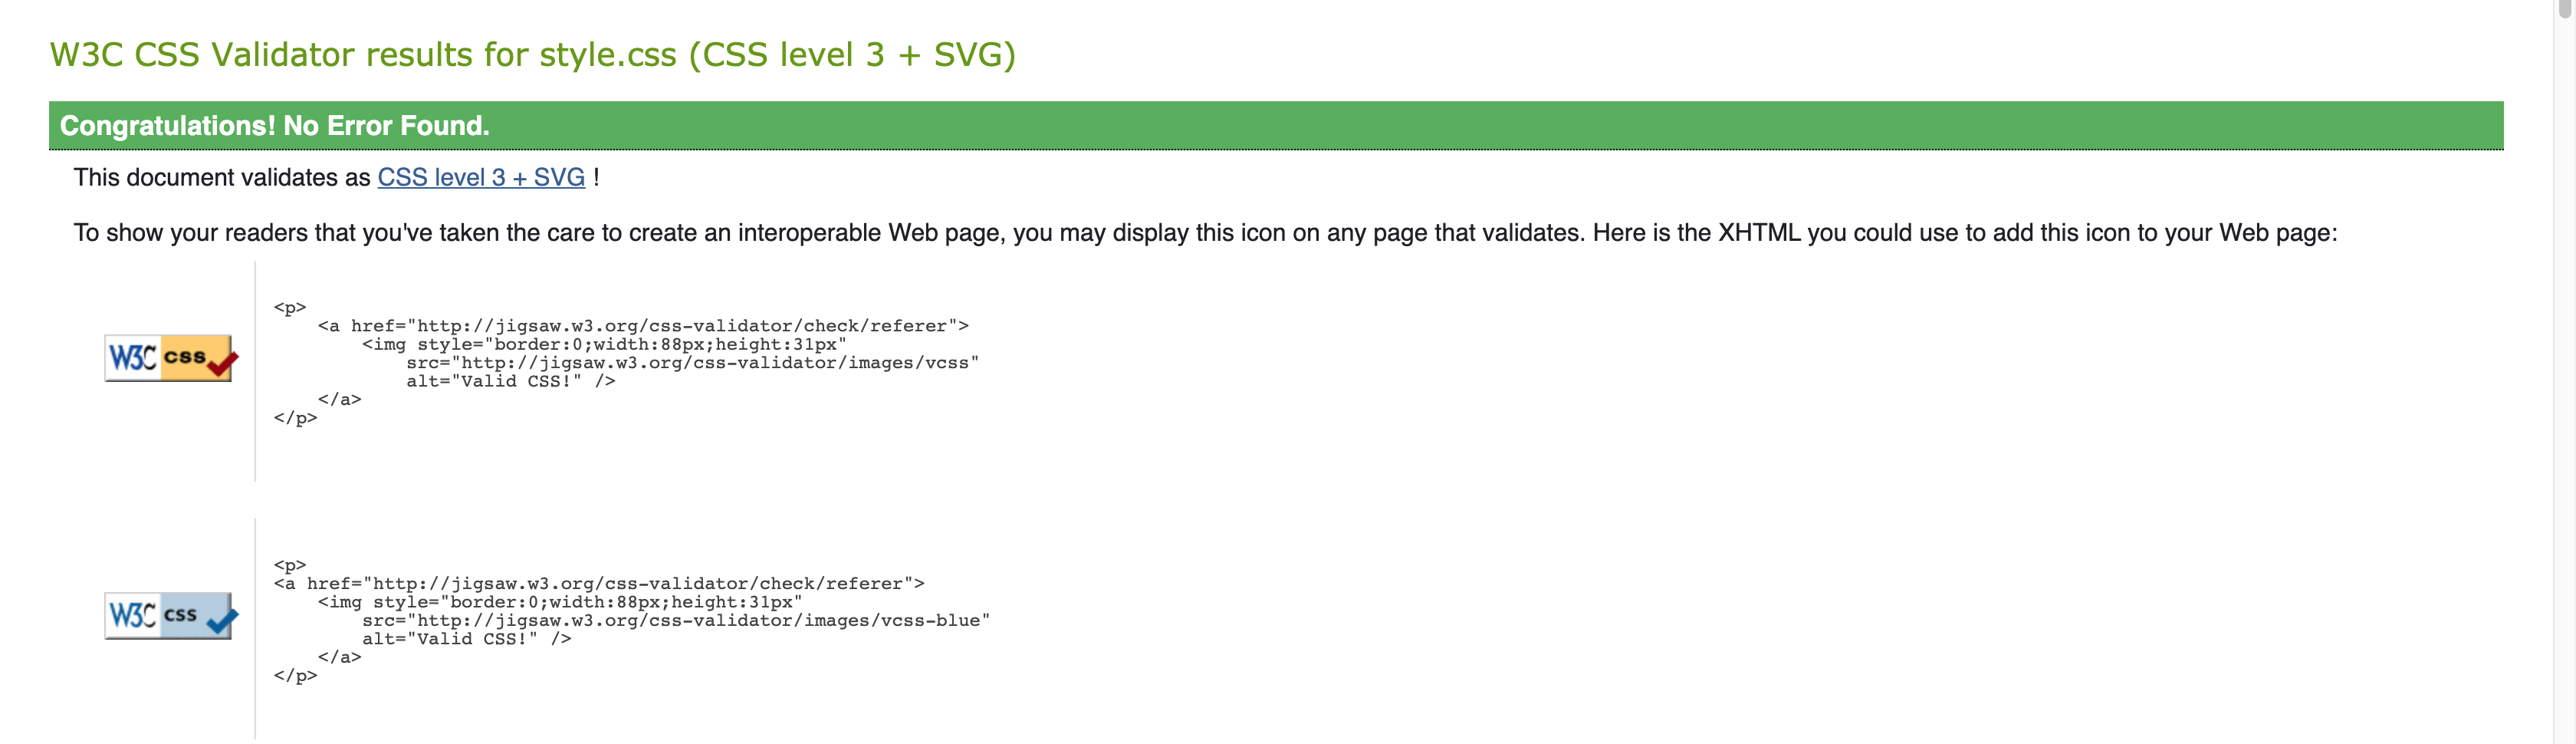 W3C CSS Validator results for style.css (CSS level 3 + SVG)
Congratulations! No Error Found.
This document validates as CSS level 3 + SVG !
To show your readers that you've taken the care to create an interoperable Web page, you may display this icon on any page that validates. Here is the XHTML you could use to add this icon to your Web page:
W3C css
<p>
    <a href="http://jigsaw.w3.org/css-validator/check/referer">
        <img style="border:0;width:88px;height:31px"
            src="http://jigsaw.w3.org/css-validator/images/vcss"
            alt="Valid CSS!" />
    </a>
</p>
W3C css
<p>
<a href="http://jigsaw.w3.org/css-validator/check/referer">
    <img style="border:0;width:88px;height:31px"
        src="http://jigsaw.w3.org/css-validator/images/vcss-blue"
        alt="Valid CSS!" />
    </a>
</p>